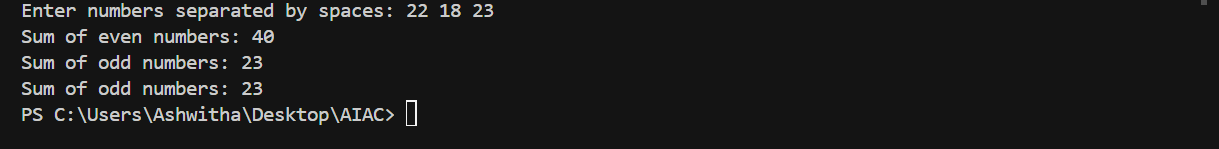 Enter numbers separated by spaces: 22 18 23
Sum of even numbers: 40
Sum of odd numbers: 23
Sum of odd numbers: 23
PS C:\Users\Ashwitha\Desktop\AIAC>